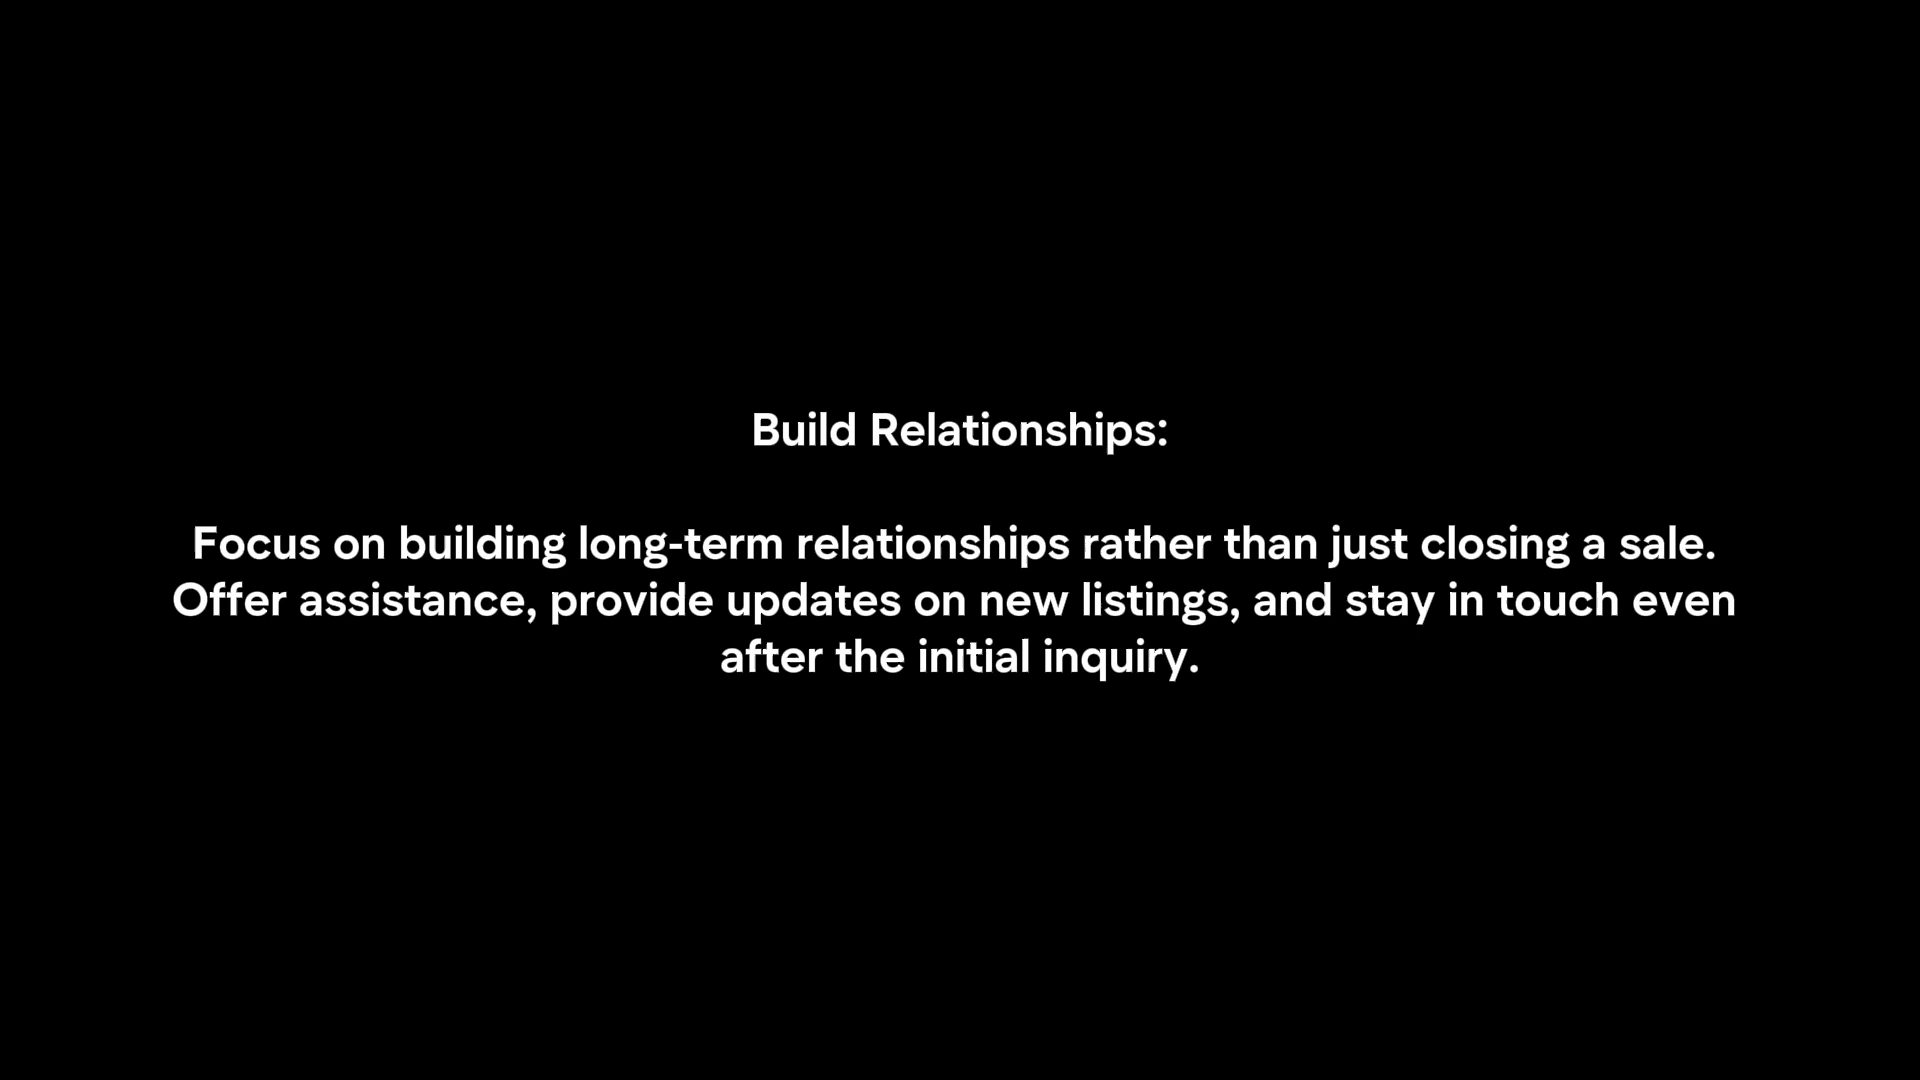 Build Relationships:
Focus on building long-term relationships rather than just closing a sale.
Offer assistance, provide updates on new listings, and stay in touch even
after the initial inquiry.